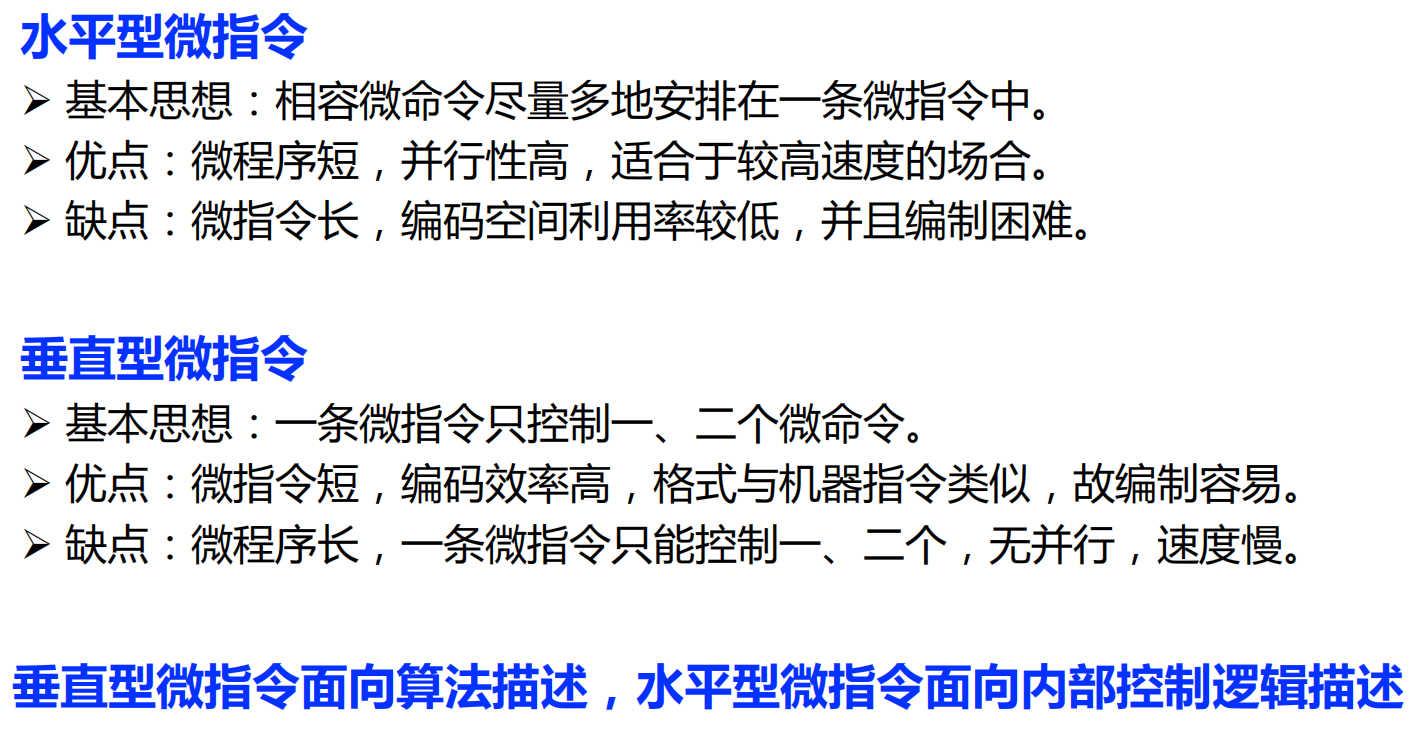 水平型微指令
➢ 基本思想：相容微命令尽量多地安排在一条微指令中。
➢ 优点：微程序短，并行性高，适合于较高速度的场合。
➢ 缺点：微指令长，编码空间利用率较低，并且编制困难。
垂直型微指令
➢ 基本思想：一条微指令只控制一、二个微命令。
➢ 优点：微指令短，编码效率高，格式与机器指令类似，故编制容易。
➢ 缺点：微程序长，一条微指令只能控制一、二个，无并行，速度慢。
垂直型微指令面向算法描述，水平型微指令面向内部控制逻辑描述